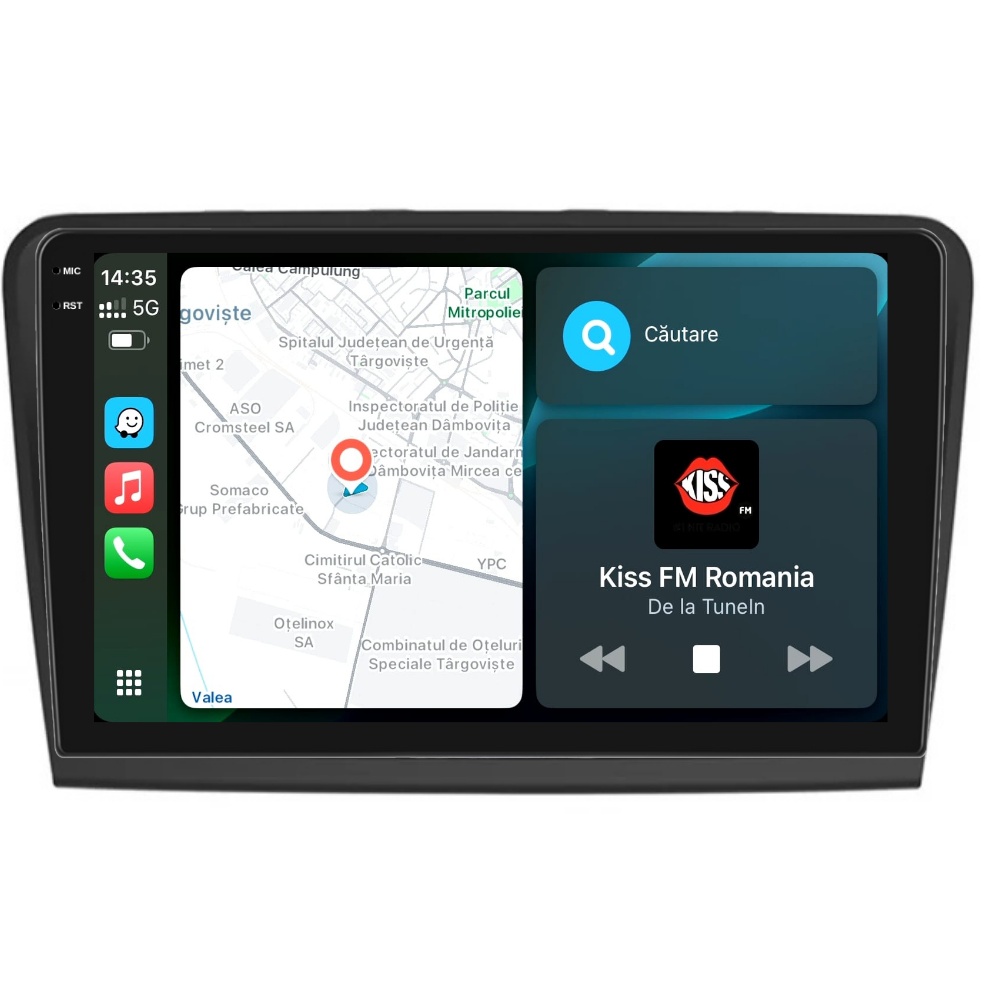 MIC
RST
14:35
5G
Calea Câmpulung
goviște
Parcul
Mitropoliei
Spitalul Județean de Urgență
Târgoviște
imet 2
ASO
Cromsteel SA
Inspectoratul de Poliție
Județean Dâmbovița
ectoratul de Jandarm
Dâmbovița Mircea ce
Somaco
Grup Prefabricate
Cimitirul Catolic
Sfânta Maria
YPC
Oțelinox
SA
Combinatul de Oțeluri
Speciale Târgoviște
Valea
Căutare
KISS
FM
Kiss FM Romania
De la TuneIn